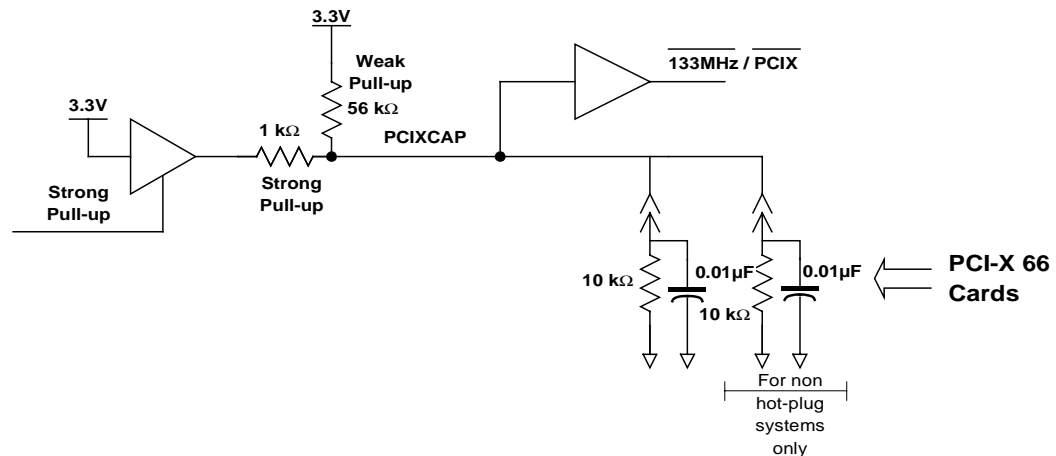 3.3V
Weak
Pull-up
56 kΩ
133MHz / PCIX
3.3V
1 kΩ
PCIXCAP
Strong
Pull-up
Strong
Pull-up
10 kΩ
0.01µF
0.01µF
10 kΩ
PCI-X 66
Cards
For non
hot-plug
systems
only